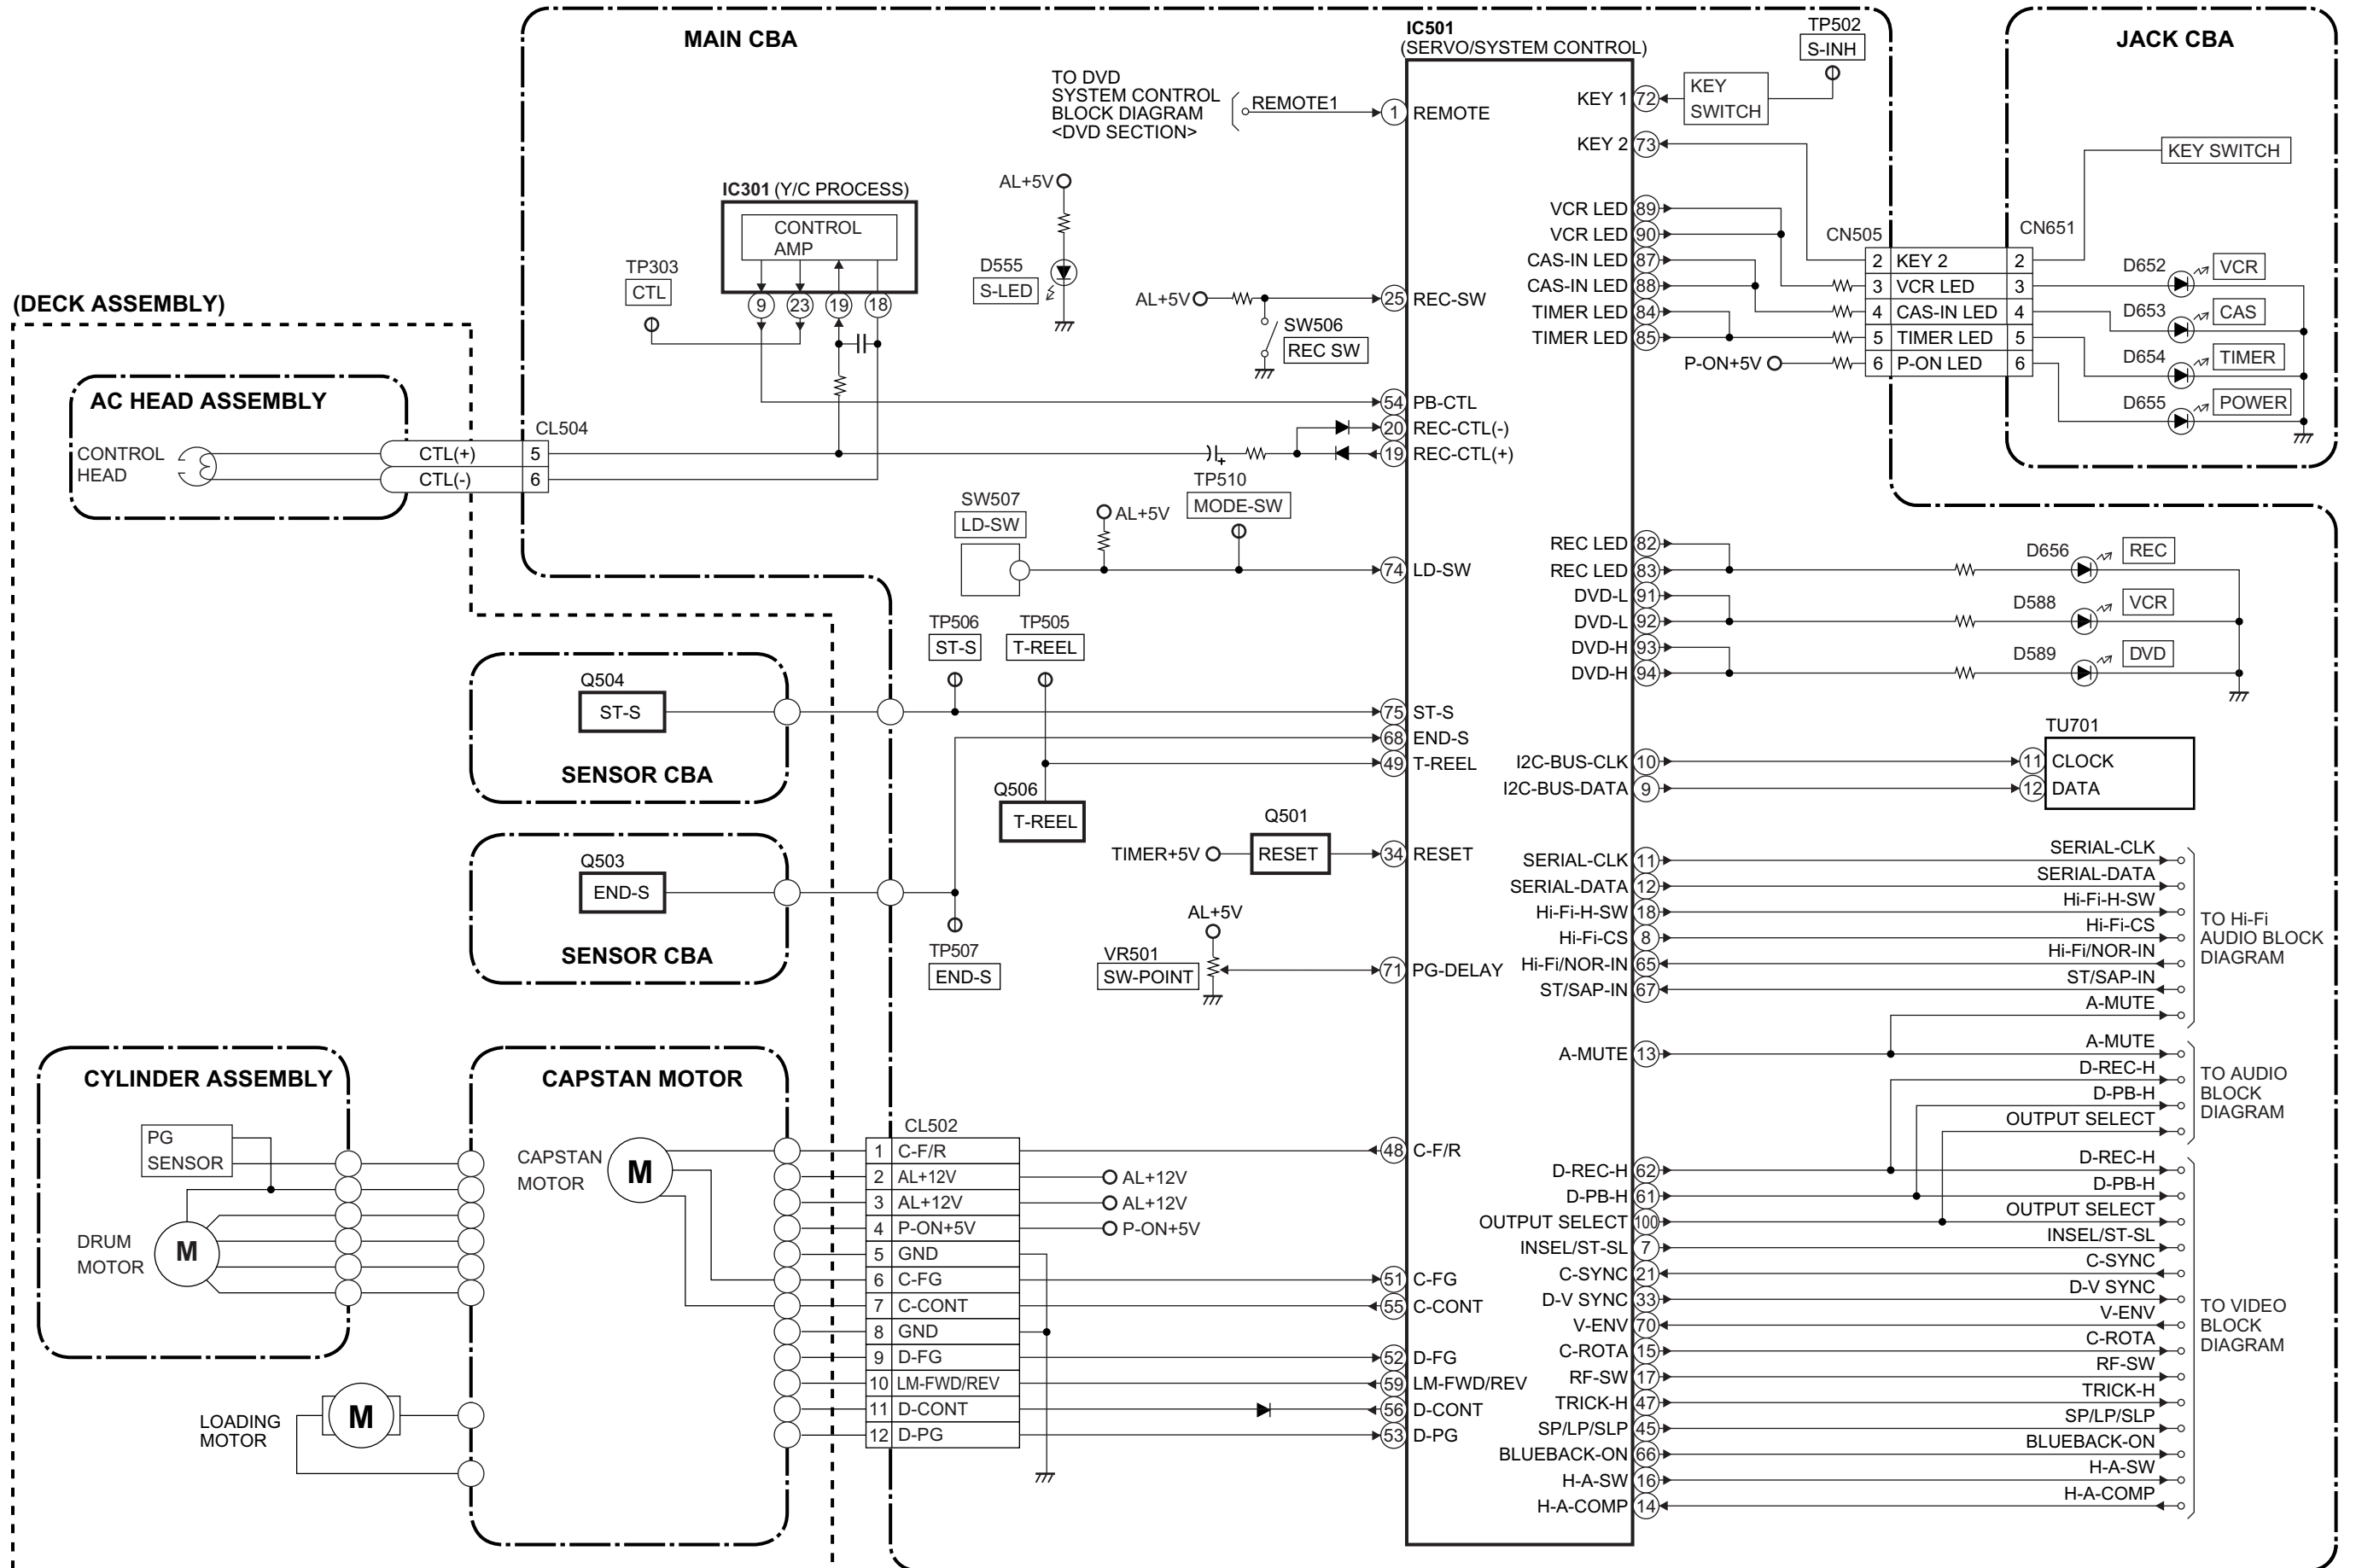 MAIN CBA
IC501
(SERVO/SYSTEM CONTROL)
TP502
S-INH
JACK CBA
TO DVD
SYSTEM CONTROL
BLOCK DIAGRAM
<DVD SECTION>
REMOTE1
1 REMOTE
KEY 1 72
KEY
SWITCH
KEY 2 73
KEY SWITCH
IC301 (Y/C PROCESS)
CONTROL
AMP
9 23 19 18
TP303
CTL
AL+5V
D555
S-LED
AL+5V
25 REC-SW
SW506
REC SW
VCR LED 89
VCR LED 90
CAS-IN LED 87
CAS-IN LED 88
TIMER LED 84
TIMER LED 85
P-ON+5V
CN505
CN651
2 KEY 2 2
3 VCR LED 3
4 CAS-IN LED 4
5 TIMER LED 5
6 P-ON LED 6
D652 VCR
D653 CAS
D654 TIMER
D655 POWER
(DECK ASSEMBLY)
AC HEAD ASSEMBLY
CONTROL
HEAD
CL504
CTL(+) 5
CTL(-) 6
54 PB-CTL
20 REC-CTL(-)
+
19 REC-CTL(+)
TP510
MODE-SW
SW507
LD-SW
AL+5V
74 LD-SW
REC LED 82
REC LED 83
DVD-L 91
DVD-L 92
DVD-H 93
DVD-H 94
D656 REC
D588 VCR
D589 DVD
TP506
ST-S
TP505
T-REEL
Q504
ST-S
SENSOR CBA
75 ST-S
68 END-S
49 T-REEL
Q506
T-REEL
I2C-BUS-CLK 10
I2C-BUS-DATA 9
TU701
11 CLOCK
12 DATA
Q503
END-S
SENSOR CBA
TP507
END-S
TIMER+5V
Q501
RESET
34 RESET
AL+5V
VR501
SW-POINT
71 PG-DELAY
SERIAL-CLK 11 SERIAL-CLK
SERIAL-DATA 12 SERIAL-DATA
Hi-Fi-H-SW 18 Hi-Fi-H-SW
Hi-Fi-CS 8 Hi-Fi-CS
Hi-Fi/NOR-IN 65 Hi-Fi/NOR-IN
ST/SAP-IN 67 ST/SAP-IN
A-MUTE
TO Hi-Fi
AUDIO BLOCK
DIAGRAM
A-MUTE 13 A-MUTE
D-REC-H
D-PB-H
OUTPUT SELECT
TO AUDIO
BLOCK
DIAGRAM
CYLINDER ASSEMBLY
PG
SENSOR
DRUM
MOTOR
M
CAPSTAN MOTOR
CAPSTAN
MOTOR
M
LOADING
MOTOR
M
CL502
1 C-F/R
2 AL+12V AL+12V
3 AL+12V AL+12V
4 P-ON+5V P-ON+5V
5 GND
6 C-FG
7 C-CONT
8 GND
9 D-FG
10 LM-FWD/REV
11 D-CONT
12 D-PG
48 C-F/R
51 C-FG
55 C-CONT
52 D-FG
59 LM-FWD/REV
56 D-CONT
53 D-PG
D-REC-H 62 D-REC-H
D-PB-H 61 D-PB-H
OUTPUT SELECT 100 OUTPUT SELECT
INSEL/ST-SL 7 INSEL/ST-SL
C-SYNC 21 C-SYNC
D-V SYNC 33 D-V SYNC
V-ENV 70 V-ENV
C-ROTA 15 C-ROTA
RF-SW 17 RF-SW
TRICK-H 47 TRICK-H
SP/LP/SLP 45 SP/LP/SLP
BLUEBACK-ON 66 BLUEBACK-ON
H-A-SW 16 H-A-SW
H-A-COMP 14 H-A-COMP
TO VIDEO
BLOCK
DIAGRAM